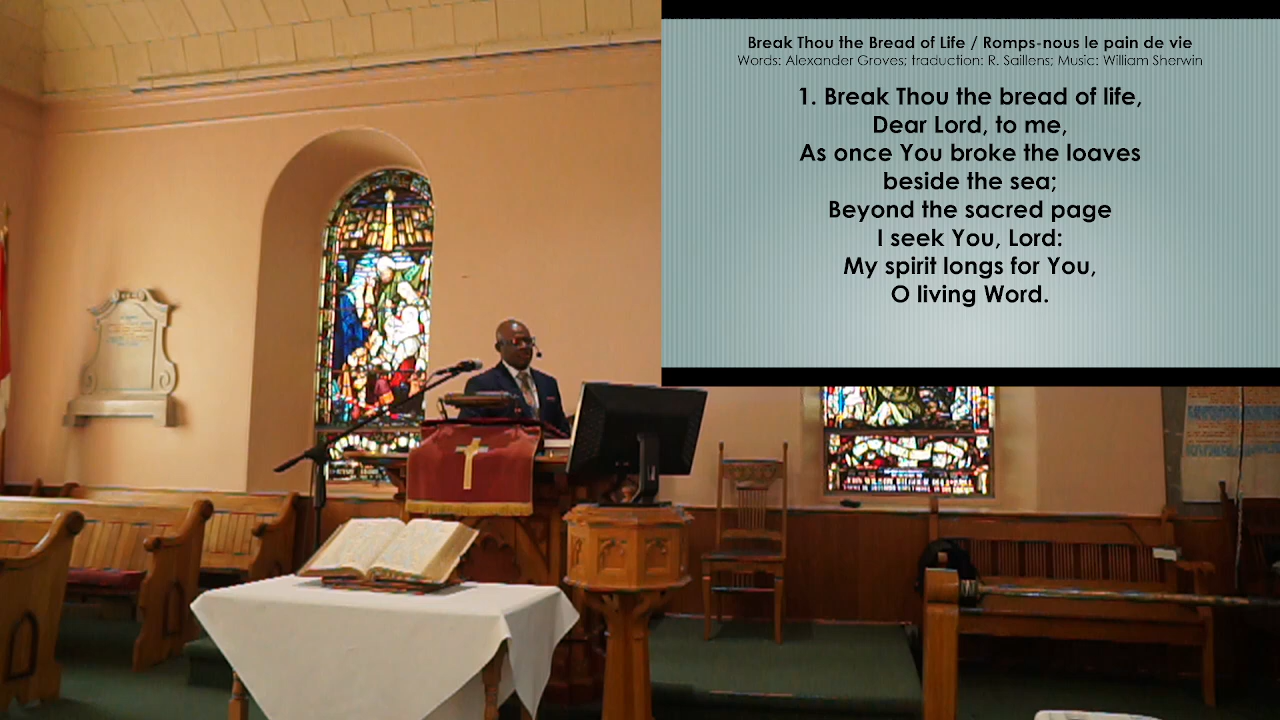 Break Thou the Bread of Life / Romps-nous le pain de vie
Words: Alexander Groves; traduction: R. Saillens; Music: William Sherwin
1. Break Thou the bread of life,
Dear Lord, to me,
As once You broke the loaves
beside the sea;
Beyond the sacred page
I seek You, Lord:
My spirit longs for You,
O living Word.